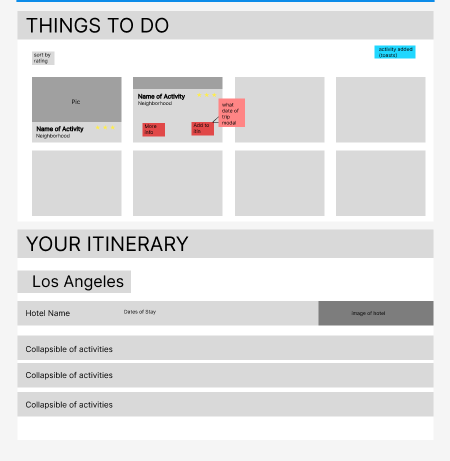 THINGS TO DO
sort by
rating
activity added
(toasts)
Pic
Name of Activity
Neighborhood
Name of Activity
Neighborhood
More
info
Add to
itin
what
date of
trip
modal
YOUR ITINERARY
Los Angeles
Hotel Name
Dates of Stay
Image of hotel
Collapsible of activities
Collapsible of activities
Collapsible of activities